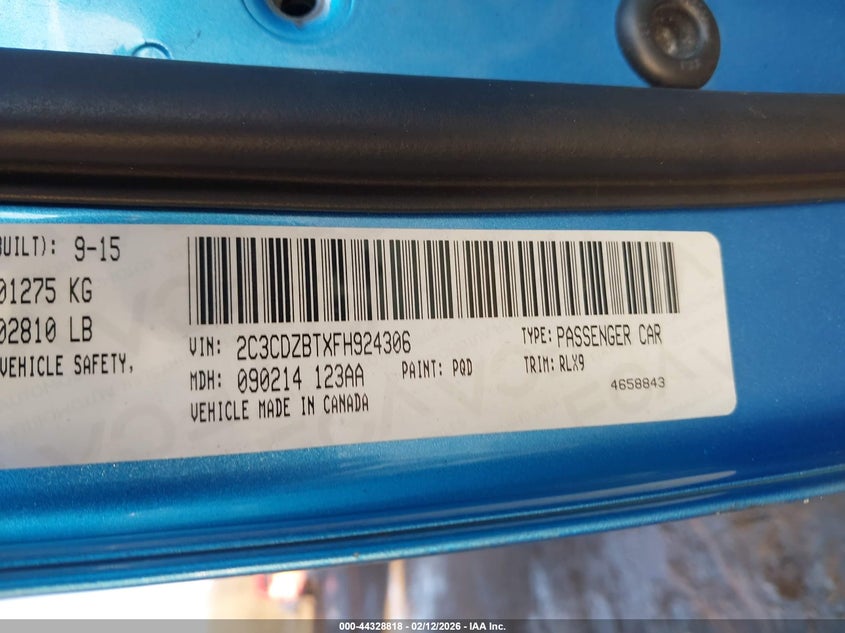 BUILT): 9-15
01275 KG
02810 LB
VEHICLE SAFETY,
VIN: 2C3CDZBTXFH924306 TYPE: PASSENGER CAR
MDH: 090214 123AA PAINT: PQD TRIM: RLX9
VEHICLE MADE IN CANADA 4658843
000-44328818 - 02/12/2026 - IAA Inc.